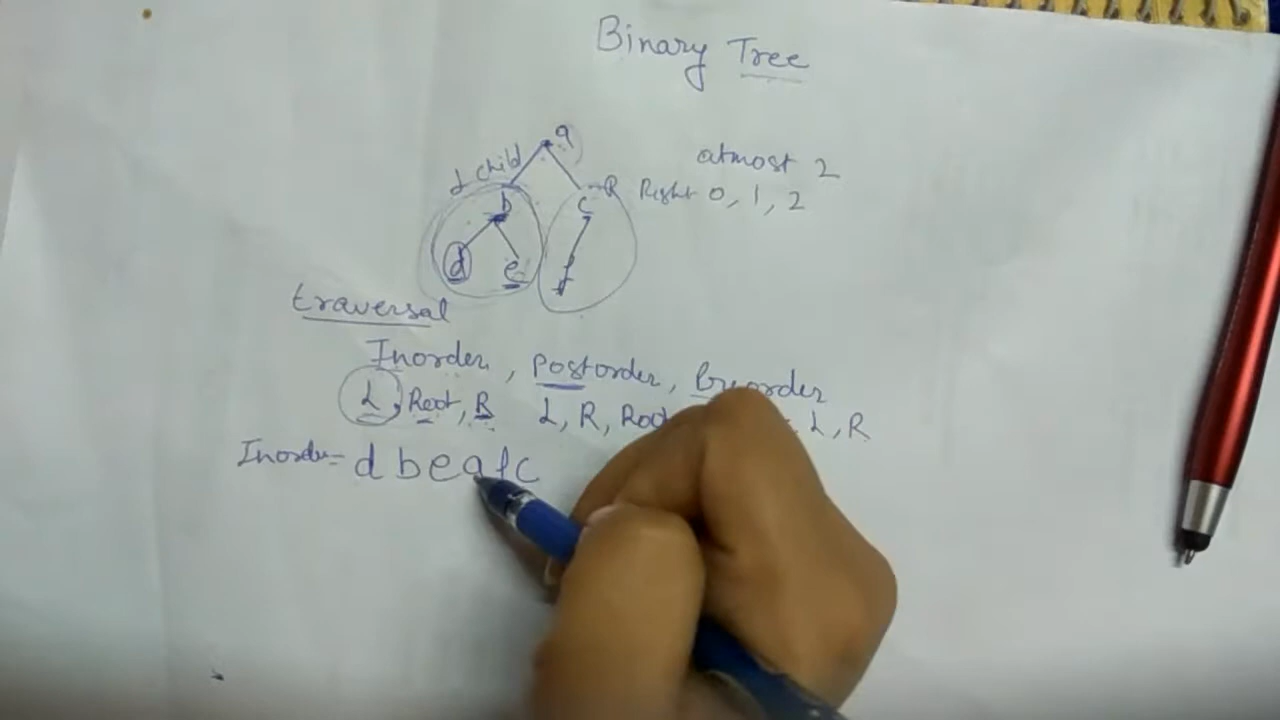 Binary Tree
a
L child
atmost 2
b
c
R Right 0, 1, 2
d
e
f
traversal
Inorder, Postorder, Preorder
L, Root, R L, R, Root L, R
Inorder = d b e a f c